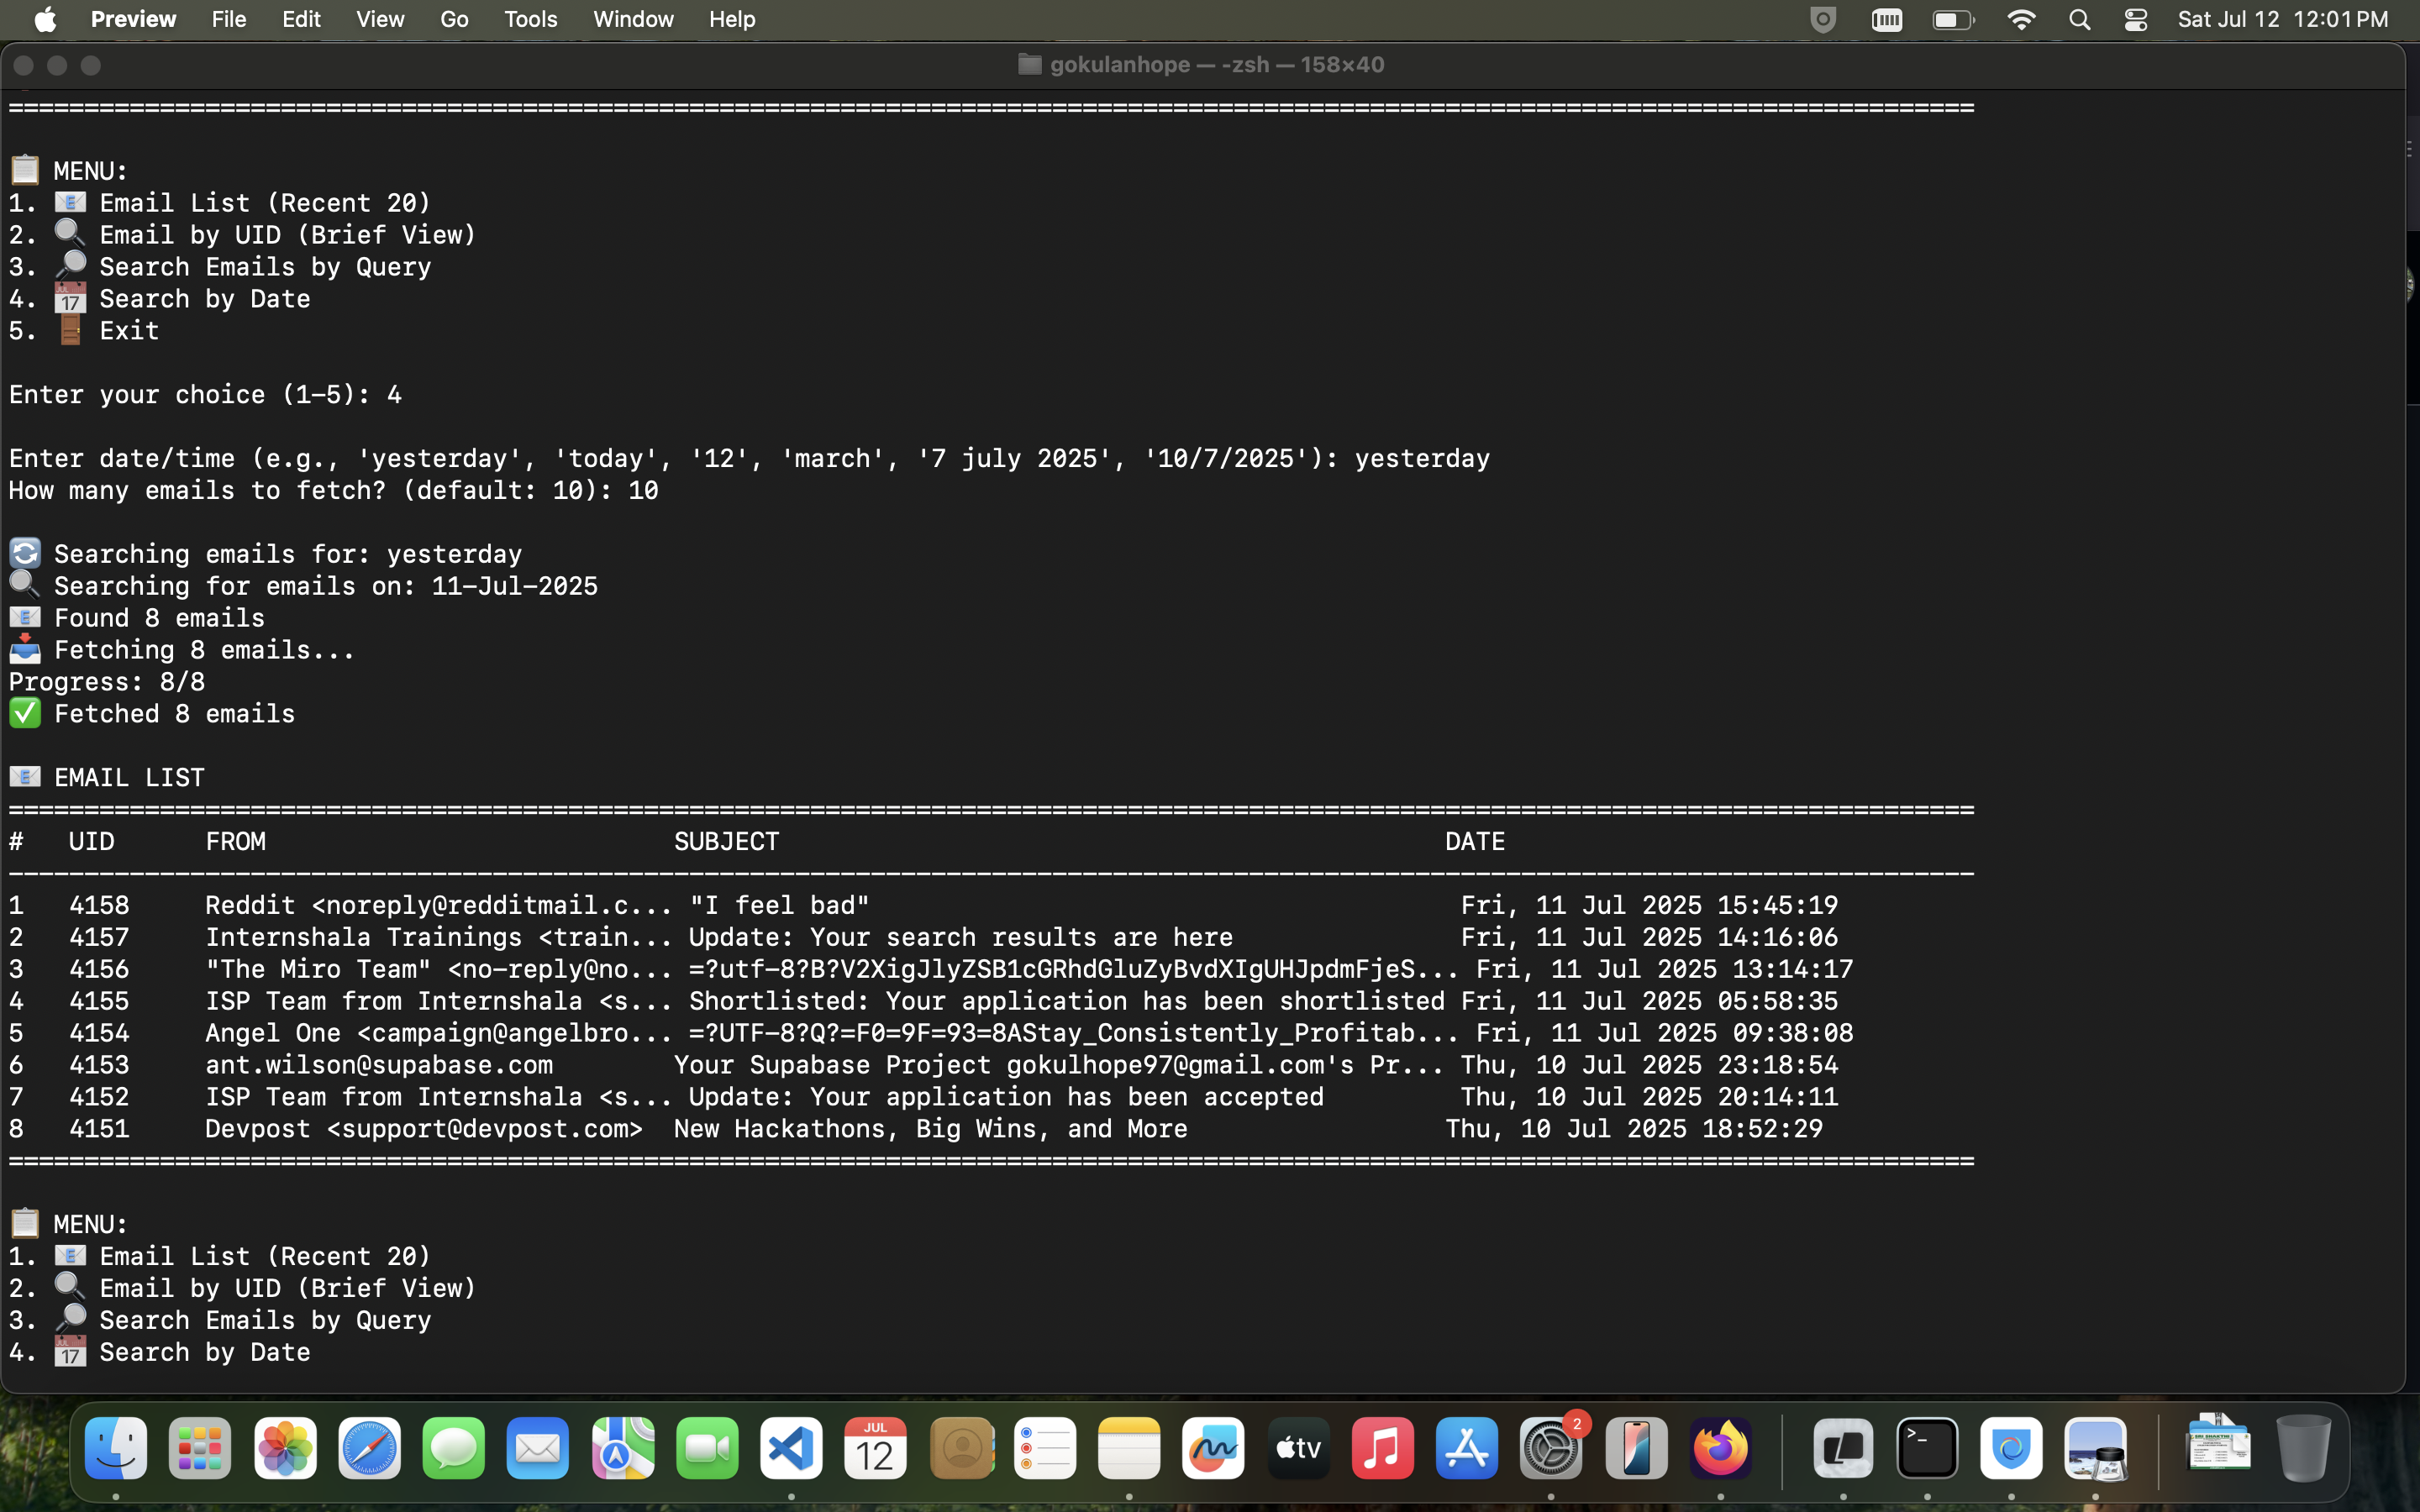 Preview File Edit View Go Tools Window Help Sat Jul 12 12:01 PM
gokulanhope — -zsh — 158×40
==================================================================================================================================
📋 MENU:
1. 📧 Email List (Recent 20)
2. 🔍 Email by UID (Brief View)
3. 🔎 Search Emails by Query
4. 📅 Search by Date
5. 🚪 Exit
Enter your choice (1-5): 4
Enter date/time (e.g., 'yesterday', 'today', '12', 'march', '7 july 2025', '10/7/2025'): yesterday
How many emails to fetch? (default: 10): 10
🔄 Searching emails for: yesterday
🔍 Searching for emails on: 11-Jul-2025
📧 Found 8 emails
📥 Fetching 8 emails...
Progress: 8/8
✅ Fetched 8 emails
📧 EMAIL LIST
==================================================================================================================================
# UID FROM SUBJECT DATE
----------------------------------------------------------------------------------------------------------------------------------
1 4158 Reddit <noreply@redditmail.c... "I feel bad" Fri, 11 Jul 2025 15:45:19
2 4157 Internshala Trainings <train... Update: Your search results are here Fri, 11 Jul 2025 14:16:06
3 4156 "The Miro Team" <no-reply@no... =?utf-8?B?V2XigJlyZSB1cGRhdGluZyBvdXIgUHJpdmFjeS... Fri, 11 Jul 2025 13:14:17
4 4155 ISP Team from Internshala <s... Shortlisted: Your application has been shortlisted Fri, 11 Jul 2025 05:58:35
5 4154 Angel One <campaign@angelbro... =?UTF-8?Q?=F0=9F=93=8AStay_Consistently_Profitab... Fri, 11 Jul 2025 09:38:08
6 4153 ant.wilson@supabase.com Your Supabase Project gokulhope97@gmail.com's Pr... Thu, 10 Jul 2025 23:18:54
7 4152 ISP Team from Internshala <s... Update: Your application has been accepted Thu, 10 Jul 2025 20:14:11
8 4151 Devpost <support@devpost.com> New Hackathons, Big Wins, and More Thu, 10 Jul 2025 18:52:29
==================================================================================================================================
📋 MENU:
1. 📧 Email List (Recent 20)
2. 🔍 Email by UID (Brief View)
3. 🔎 Search Emails by Query
4. 📅 Search by Date
JUL
12
tv
2
>_